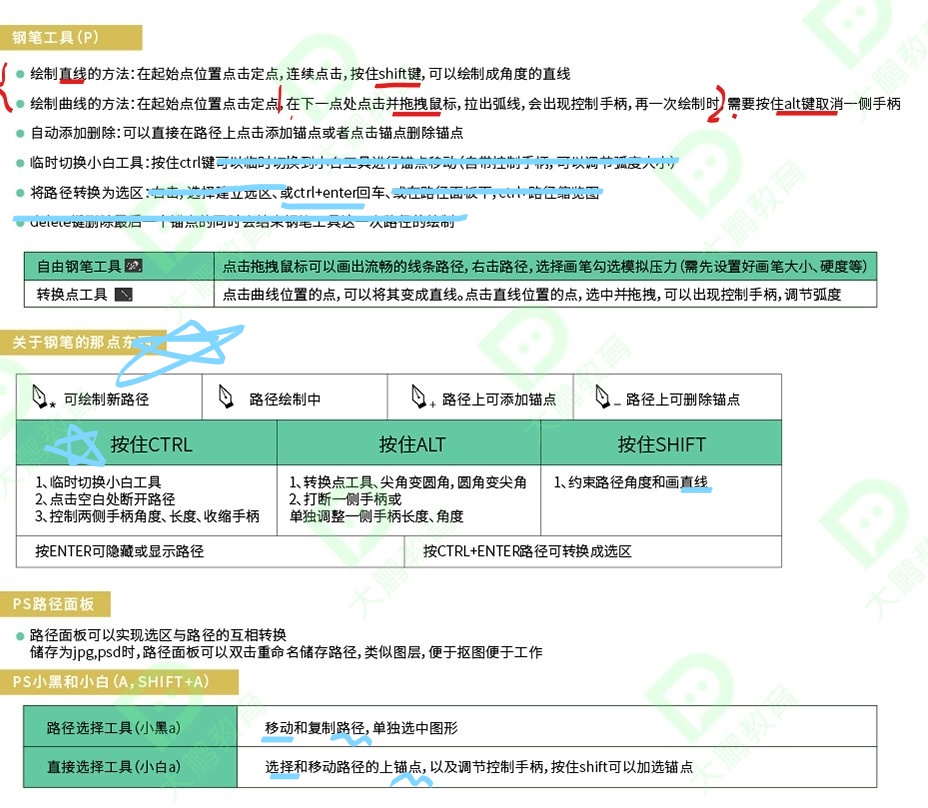 钢笔工具(P)
绘制直线的方法:在起始点位置点击定点,连续点击,按住shift键,可以绘制成角度的直线
绘制曲线的方法:在起始点位置点击定点,在下一点处点击并拖拽鼠标,拉出弧线,会出现控制手柄,再一次绘制时,需要按住alt键取消一侧手柄
自动添加删除:可以直接在路径上点击添加锚点或者点击锚点删除锚点
临时切换小白工具:按住ctrl键可以临时切换到小白工具进行锚点移动(自带控制手柄,可以调节弧度大小)
将路径转换为选区:右击,选择建立选区、或ctrl+enter回车、或在路径面板下,ctrl+路径缩览图
delete键删除最后一个锚点的同时会结束钢笔工具这一次路径的绘制
自由钢笔工具 点击拖拽鼠标可以画出流畅的线条路径,右击路径,选择画笔勾选模拟压力(需先设置好画笔大小、硬度等)
转换点工具 点击曲线位置的点,可以将其变成直线。点击直线位置的点,选中并拖拽,可以出现控制手柄,调节弧度
关于钢笔的那点东
可绘制新路径 路径绘制中 路径上可添加锚点 路径上可删除锚点
按住CTRL 按住ALT 按住SHIFT
1、临时切换小白工具 1、转换点工具、尖角变圆角,圆角变尖角 1、约束路径角度和画直线
2、点击空白处断开路径 2、打断一侧手柄或
3、控制两侧手柄角度、长度、收缩手柄 单独调整一侧手柄长度、角度
按ENTER可隐藏或显示路径 按CTRL+ENTER路径可转换成选区
PS路径面板
路径面板可以实现选区与路径的互相转换
储存为jpg,psd时,路径面板可以双击重命名储存路径,类似图层,便于抠图便于工作
PS小黑和小白(A,SHIFT+A)
路径选择工具(小黑a) 移动和复制路径,单独选中图形
直接选择工具(小白a) 选择和移动路径的上锚点,以及调节控制手柄,按住shift可以加选锚点
大鹏教育